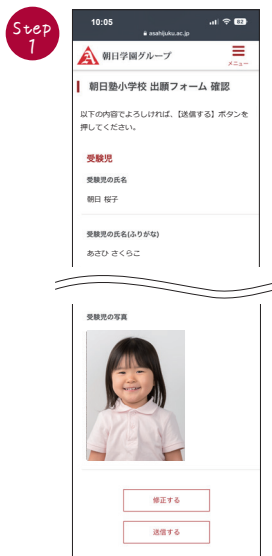 Step
1
10:05
82
asahijuku.ac.jp
朝日学園グループ
メニュー
朝日塾小学校 出願フォーム 確認
以下の内容でよろしければ、【送信する】ボタンを
押してください。
受験児
受験児の氏名
朝日 桜子
受験児の氏名(ふりがな)
あさひ さくらこ
受験児の写真
修正する
送信する